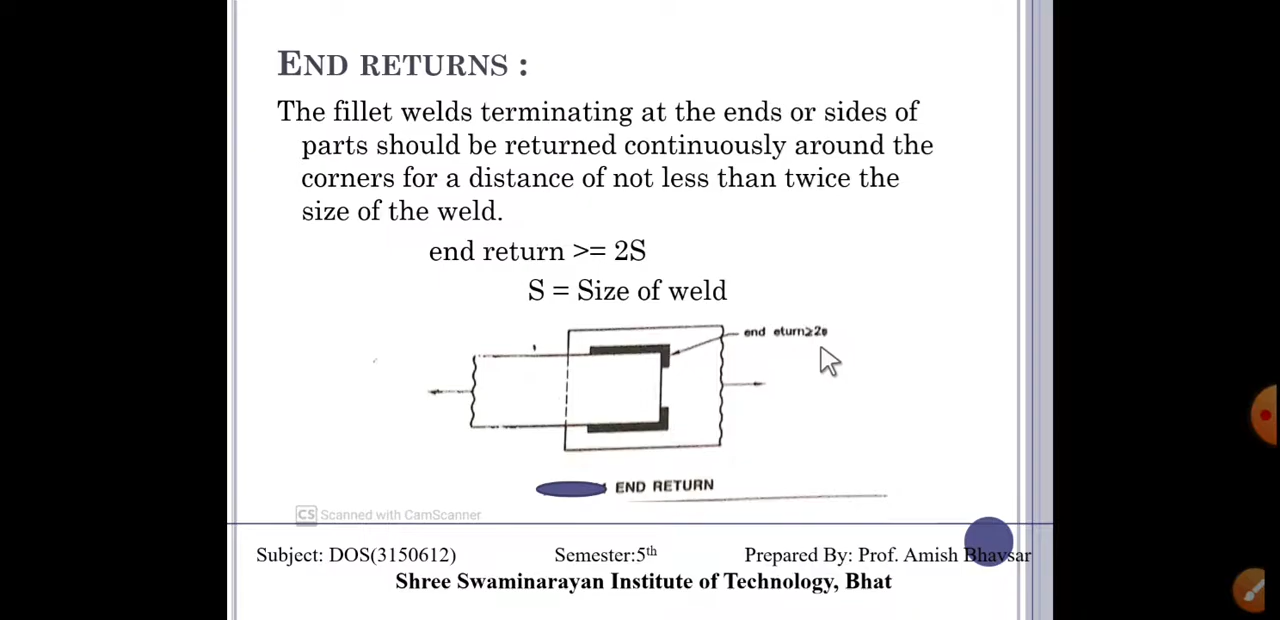 END RETURNS :
The fillet welds terminating at the ends or sides of
parts should be returned continuously around the
corners for a distance of not less than twice the
size of the weld.
end return >= 2S
S = Size of weld
end eturn≥2s
END RETURN
CS Scanned with CamScanner
Subject: DOS(3150612) Semester:5th Prepared By: Prof. Amish Bhavsar
Shree Swaminarayan Institute of Technology, Bhat